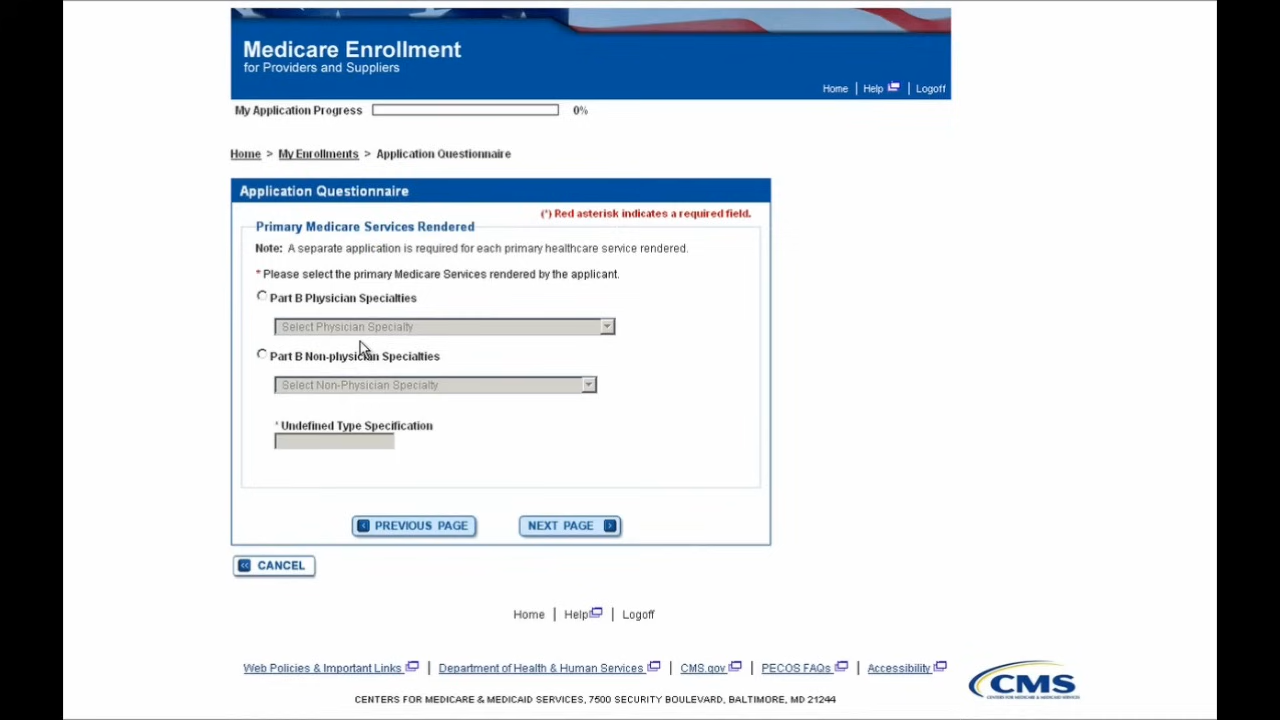 Medicare Enrollment
for Providers and Suppliers
Home | Help | Logoff
My Application Progress 0%
Home > My Enrollments > Application Questionnaire
Application Questionnaire
(*) Red asterisk indicates a required field.
Primary Medicare Services Rendered
Note: A separate application is required for each primary healthcare service rendered.
* Please select the primary Medicare Services rendered by the applicant.
Part B Physician Specialties
Select Physician Specialty
Part B Non-physician Specialties
Select Non-Physician Specialty
* Undefined Type Specification
PREVIOUS PAGE NEXT PAGE
CANCEL
Home | Help | Logoff
Web Policies & Important Links | Department of Health & Human Services | CMS.gov | PECOS FAQs | Accessibility
CENTERS FOR MEDICARE & MEDICAID SERVICES, 7500 SECURITY BOULEVARD, BALTIMORE, MD 21244
CMS
CENTERS FOR MEDICARE & MEDICAID SERVICES